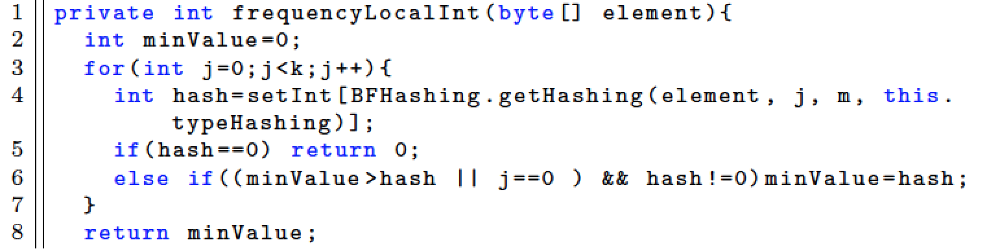 1 private int frequencyLocalInt(byte[] element){
2 int minValue=0;
3 for(int j=0;j<k;j++){
4 int hash=setInt[BFHashing.getHashing(element, j, m, this.
typeHashing)];
5 if(hash==0) return 0;
6 else if((minValue>hash || j==0 ) && hash!=0)minValue=hash;
7 }
8 return minValue;